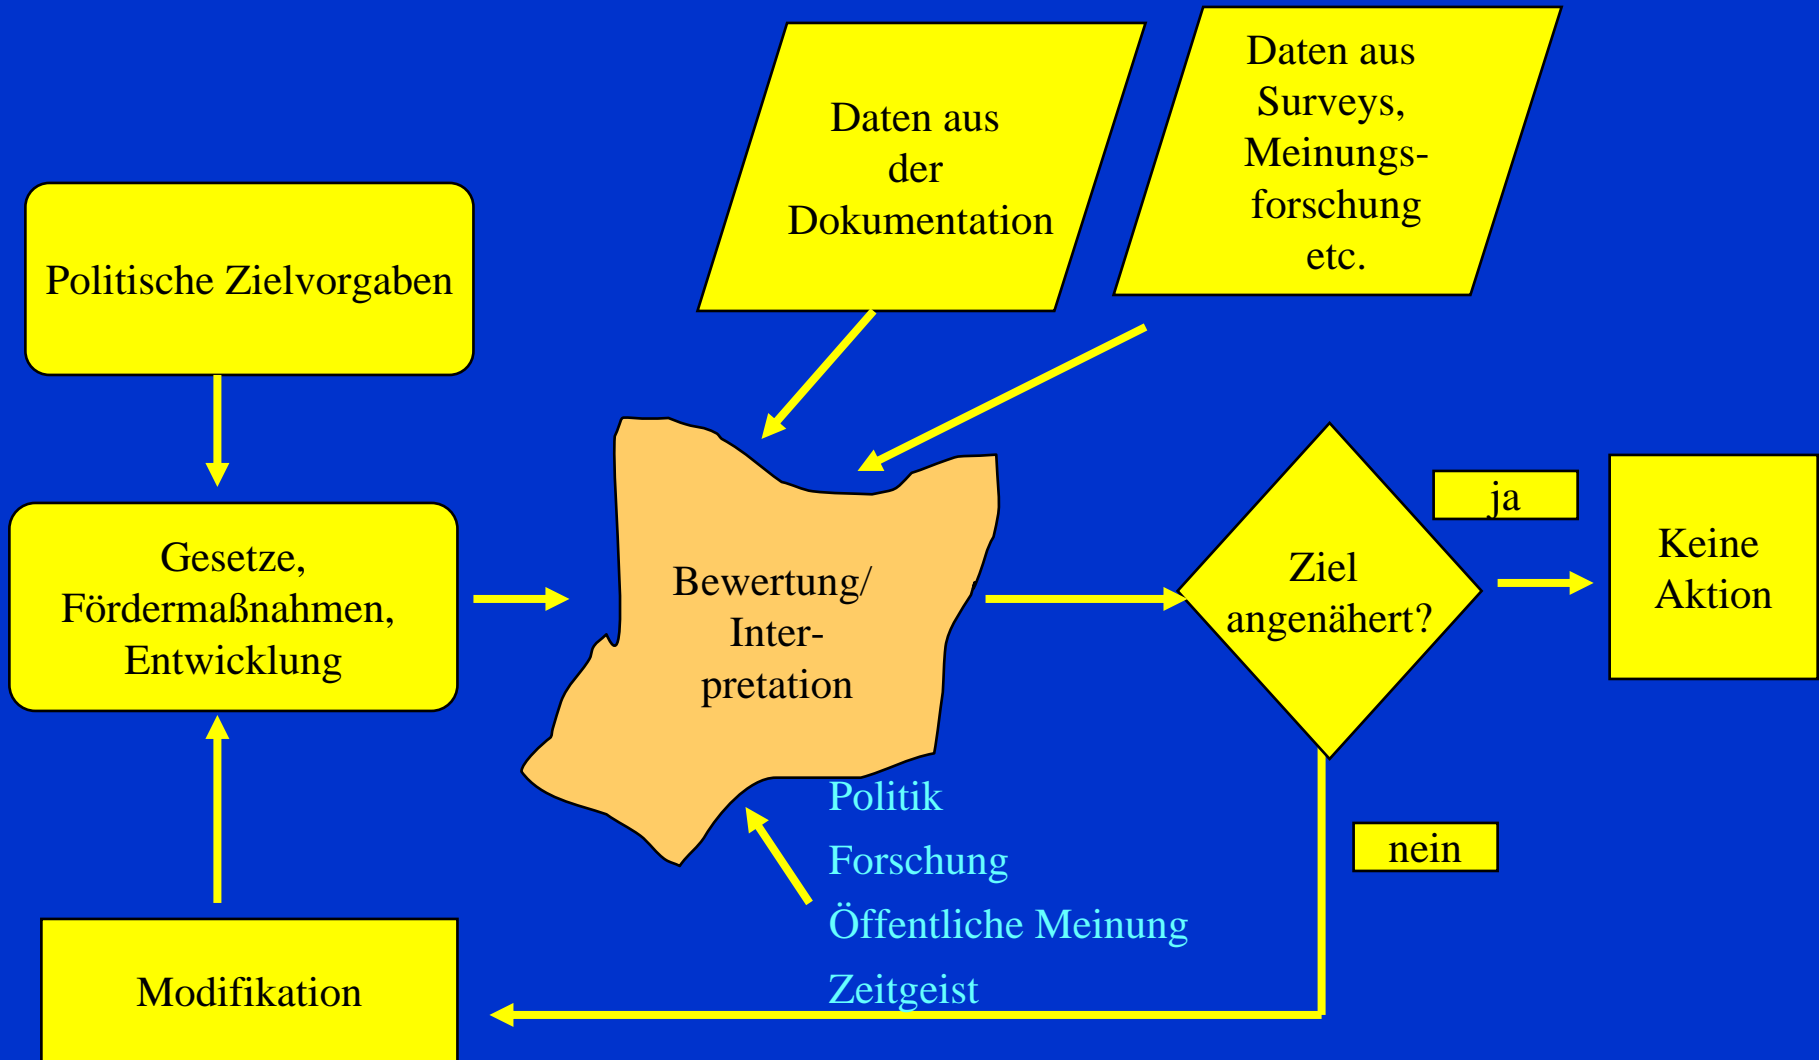 Daten aus
der
Dokumentation
Daten aus
Surveys,
Meinungs-
forschung
etc.
Politische Zielvorgaben
Gesetze,
Fördermaßnahmen,
Entwicklung
Bewertung/
Inter-
pretation
Ziel
angenähert?
ja
Keine
Aktion
nein
Politik
Forschung
Öffentliche Meinung
Zeitgeist
Modifikation